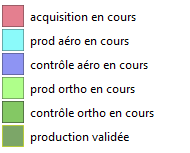 acquisition en cours
prod aéro en cours
contrôle aéro en cours
prod ortho en cours
contrôle ortho en cours
production validée